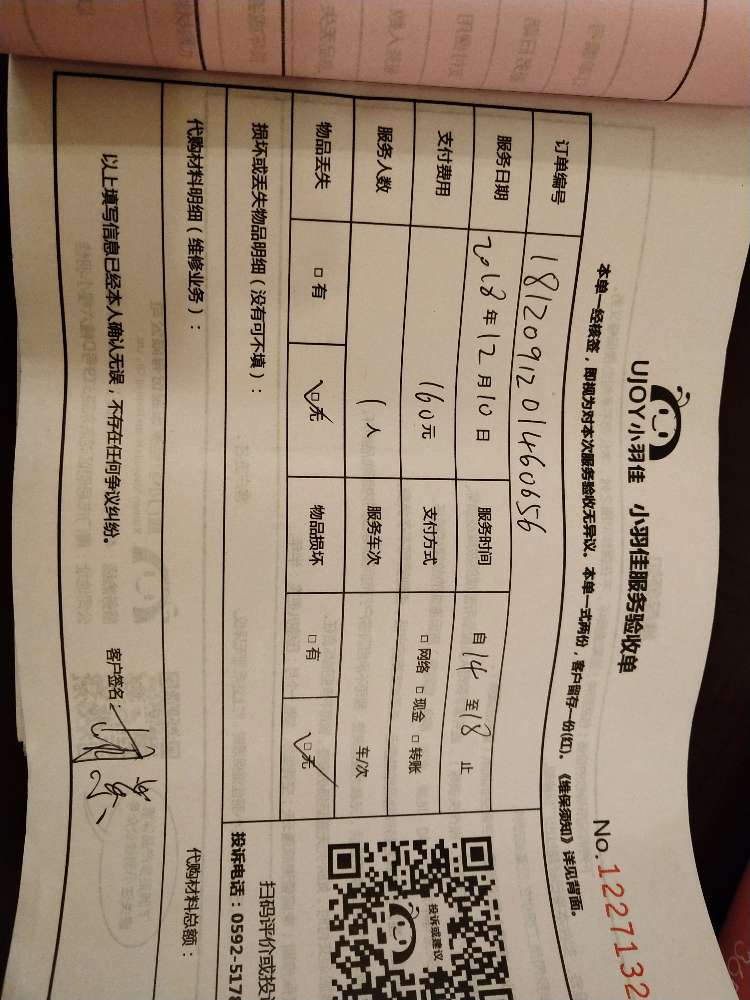 UJOY小羽佳 小羽佳服务验收单
No.1227132
本单一经核签，即视为对本次服务验收无异议。本单一式两份，客户留存一份(红)。《维保须知》详见背面。
订单编号 181209120146065б
服务日期 2018年12月10日 服务时间 自14至18止
支付费用 160元 支付方式 □网络 □现金 □转账
服务人数 1人 服务车次 车/次
物品丢失 □有 □无 物品损坏 □有 □无
损坏或丢失物品明细（没有可不填）：
代购材料明细（维修业务）：
代购材料总额：
以上填写信息已经本人确认无误，不存在任何争议纠纷。
客户签名：
投诉或建议
扫码评价或投
投诉电话：0592-5178